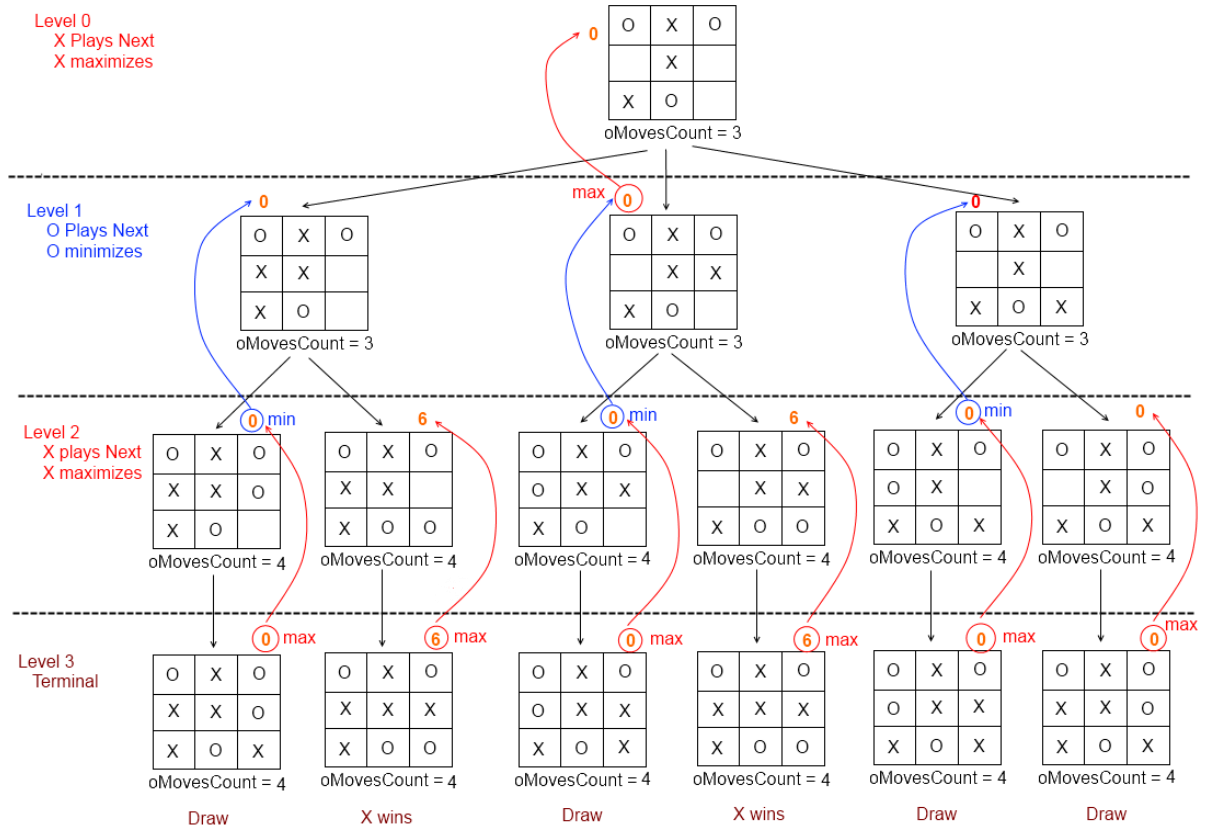 Level 0
X Plays Next
X maximizes
0
O X O
X
X O
oMovesCount = 3
max
Level 1
O Plays Next
O minimizes
0
0
0
O X O
X X
X O
oMovesCount = 3
O X O
X X
X O
oMovesCount = 3
O X O
X
X O X
oMovesCount = 3
Level 2
X plays Next
X maximizes
0 min
6
0 min
6
0 min
0
O X O
X X O
X O
oMovesCount = 4
O X O
X X
X O O
oMovesCount = 4
O X O
O X X
X O
oMovesCount = 4
O X O
X X
X O O
oMovesCount = 4
O X O
O X
X O X
oMovesCount = 4
O X O
X O
X O X
oMovesCount = 4
Level 3
Terminal
0 max
6 max
0 max
6 max
0 max
0 max
O X O
X X O
X O X
oMovesCount = 4
Draw
O X O
X X X
X O O
oMovesCount = 4
X wins
O X O
O X X
X O X
oMovesCount = 4
Draw
O X O
X X X
X O O
oMovesCount = 4
X wins
O X O
O X X
X O X
oMovesCount = 4
Draw
O X O
X X O
X O X
oMovesCount = 4
Draw